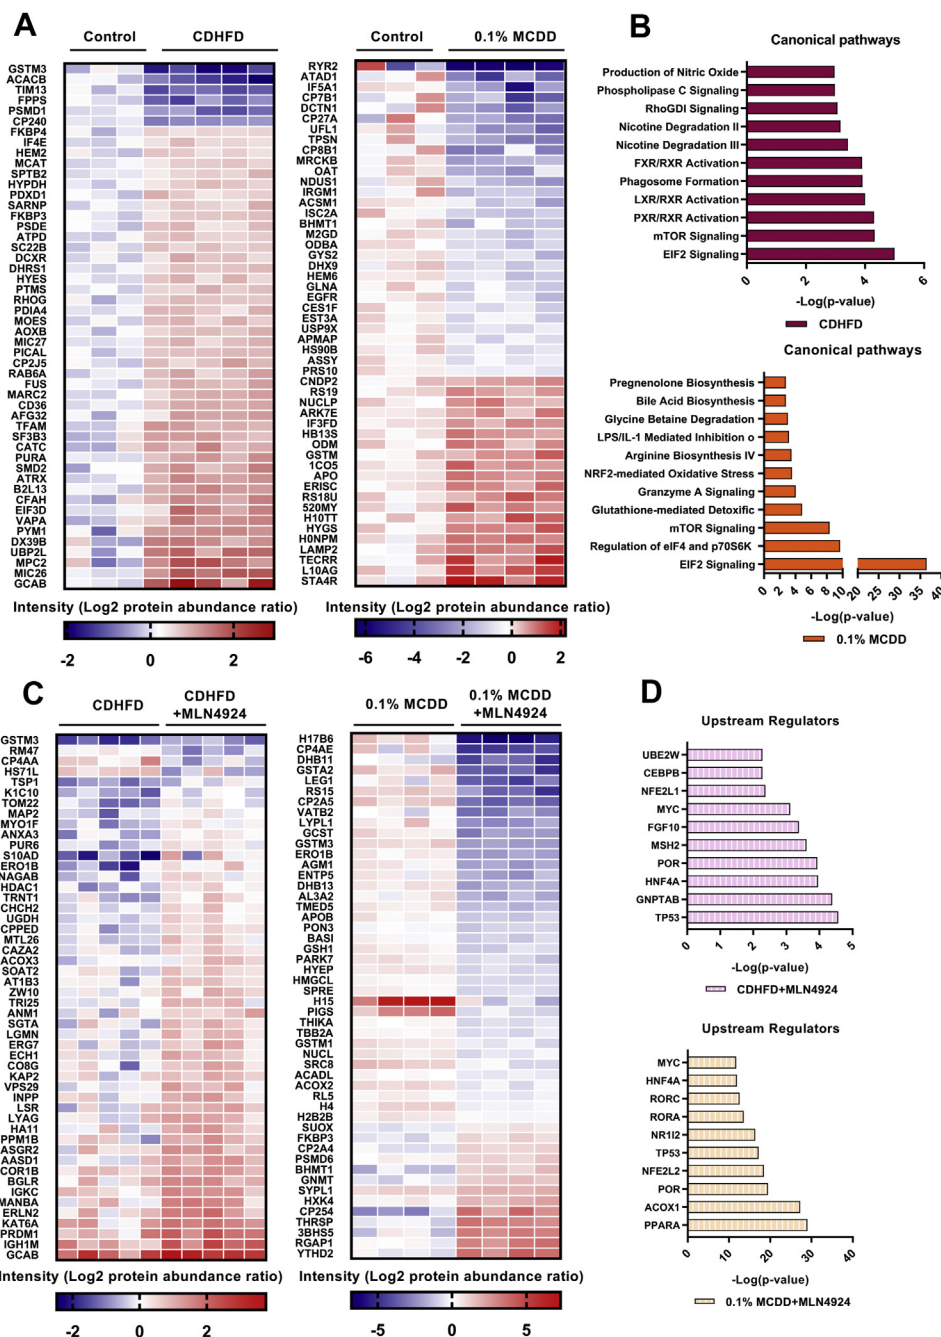 A
Control
CDHFD
GSTM3
ACACB
TIM13
FPPS
PSMD1
CP240
FKBP4
IF4E
HEM2
MCAT
SPTB2
HYPDH
PDXD1
SARNP
FKBP3
PSDE
ATPD
SC22B
DCXR
DHRS1
HYES
PTMS
RHOG
PDIA4
MOES
AOXB
MIC27
PICAL
CP2J5
RAB6A
FUS
MARC2
CD36
AFG32
TFAM
SF3B3
CATC
PURA
SMD2
ATRX
B2L13
CFAH
EIF3D
VAPA
PYM1
DX39B
UBP2L
MPC2
MIC26
GCAB
Intensity (Log2 protein abundance ratio)
-2 0 2
Control
0.1% MCDD
RYR2
ATAD1
IF5A1
CP7B1
DCTN1
CP27A
UFL1
TPSN
CP8B1
MRCKB
OAT
NDUS1
IRGM1
ACSM1
ISC2A
BHMT1
M2GD
ODBA
GYS2
DHX9
HEM6
GLNA
EGFR
CES1F
EST3A
USP9X
APMAP
HS90B
ASSY
PRS10
CNDP2
RS19
NUCLP
ARK7E
IF3FD
HB13S
ODM
GSTM
1CO5
APO
ERISC
RS18U
520MY
H10TT
HYGS
H0NPM
LAMP2
TECRR
L10AG
STA4R
Intensity (Log2 protein abundance ratio)
-6 -4 -2 0 2
B
Canonical pathways
Production of Nitric Oxide
Phospholipase C Signaling
RhoGDI Signaling
Nicotine Degradation II
Nicotine Degradation III
FXR/RXR Activation
Phagosome Formation
LXR/RXR Activation
PXR/RXR Activation
mTOR Signaling
EIF2 Signaling
0 2 4 6
-Log(p-value)
CDHFD
Canonical pathways
Pregnenolone Biosynthesis
Bile Acid Biosynthesis
Glycine Betaine Degradation
LPS/IL-1 Mediated Inhibition o
Arginine Biosynthesis IV
NRF2-mediated Oxidative Stress
Granzyme A Signaling
Glutathione-mediated Detoxific
mTOR Signaling
Regulation of eIF4 and p70S6K
EIF2 Signaling
0 2 4 6 8 10 20 25 30 35 40
-Log(p-value)
0.1% MCDD
C
CDHFD
CDHFD
+MLN4924
GSTM3
RM47
CP4AA
HS71L
TSP1
K1C10
TOM22
MAP2
MYO1F
ANXA3
PUR6
S10AD
ERO1B
NAGAB
HDAC1
TRNT1
CHCH2
UGDH
CPPED
MTL26
CAZA2
ACOX3
SOAT2
AT1B3
ZW10
TRI25
ANM1
SGTA
LGMN
ERG7
ECH1
CO8G
KAP2
VPS29
INPP
LSR
LYAG
HA11
PPM1B
ASGR2
AASD1
COR1B
BGLR
IGKC
MANBA
ERLN2
KAT6A
PRDM1
IGH1M
GCAB
Intensity (Log2 protein abundance ratio)
-2 0 2
0.1% MCDD
0.1% MCDD
+MLN4924
H17B6
CP4AE
DHB11
GSTA2
LEG1
RS15
CP2A5
VATB2
LYPL1
GCST
GSTM3
ERO1B
AGM1
ENTP5
DHB13
AL3A2
TMED5
APOB
PON3
BASI
GSH1
PARK7
HYEP
HMGCL
SPRE
H15
PIGS
THIKA
TBB2A
GSTM1
NUCL
SRC8
ACADL
ACOX2
RL5
H4
H2B2B
SUOX
FKBP3
CP2A4
PSMD6
BHMT1
GNMT
SYPL1
HXK4
CP254
THRSP
3BHS5
RGAP1
YTHD2
Intensity (Log2 protein abundance ratio)
-5 0 5
D
Upstream Regulators
UBE2W
CEBPB
NFE2L1
MYC
FGF10
MSH2
POR
HNF4A
GNPTAB
TP53
0 1 2 3 4 5
-Log(p-value)
CDHFD+MLN4924
Upstream Regulators
MYC
HNF4A
RORC
RORA
NR1I2
TP53
NFE2L2
POR
ACOX1
PPARA
0 10 20 30 40
-Log(p-value)
0.1% MCDD+MLN4924